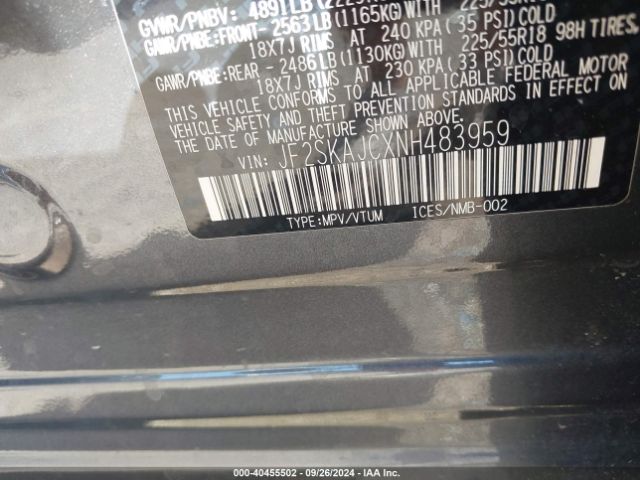 GVWR/PNBV: 4891LB
GAWR/PNBE:FRONT-2563LB(1165KG)WITH
18X7J RIMS AT 240 KPA( 35 PSI)COLD
GAWR/PNBE:REAR -2486LB(1130KG)WITH 225/55R18 98H TIRES,
18X7J RIMS AT 230 KPA( 33 PSI)COLD
THIS VEHICLE CONFORMS TO ALL APPLICABLE FEDERAL MOTOR
VEHICLE SAFETY AND THEFT PREVENTION STANDARDS IN EFFECT ON
THE DATE OF MANUFACTURE SHOWN ABOVE.
VIN: JF2SKAJCXNH483959
TYPE:MPV/VTUM ICES/NMB-002
000-40455502 - 09/26/2024 - IAA Inc.